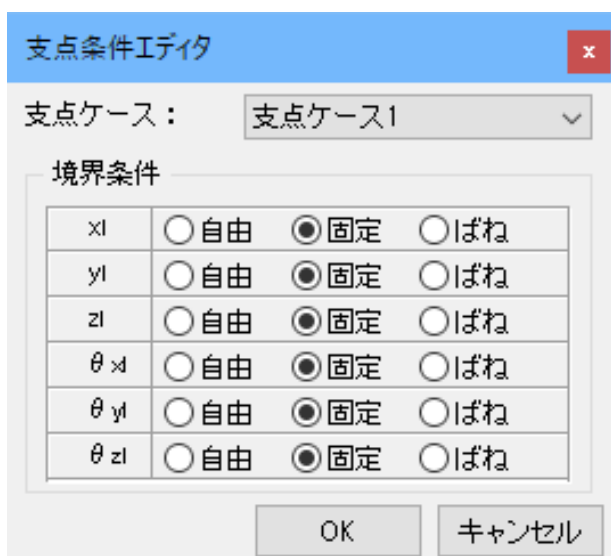 支点条件エディタ x
支点ケース： 支点ケース1
境界条件
xl 自由 固定 ばね
yl 自由 固定 ばね
zl 自由 固定 ばね
θxl 自由 固定 ばね
θyl 自由 固定 ばね
θzl 自由 固定 ばね
OK キャンセル